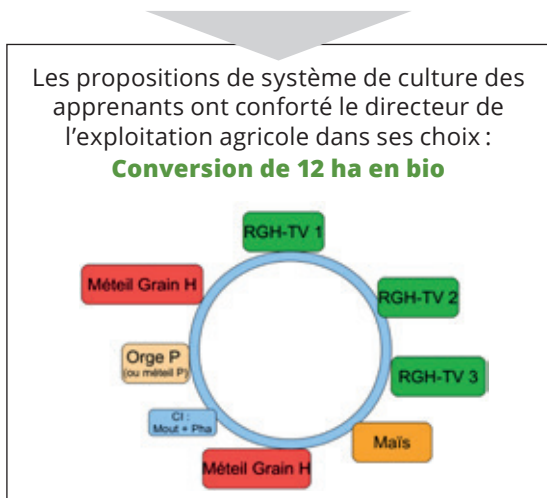 Les propositions de système de culture des
apprenants ont conforté le directeur de
l’exploitation agricole dans ses choix :
Conversion de 12 ha en bio
RGH-TV 1
Méteil Grain H
RGH-TV 2
Orge P
(ou méteil P)
RGH-TV 3
CI :
Mout + Pha
Maïs
Méteil Grain H